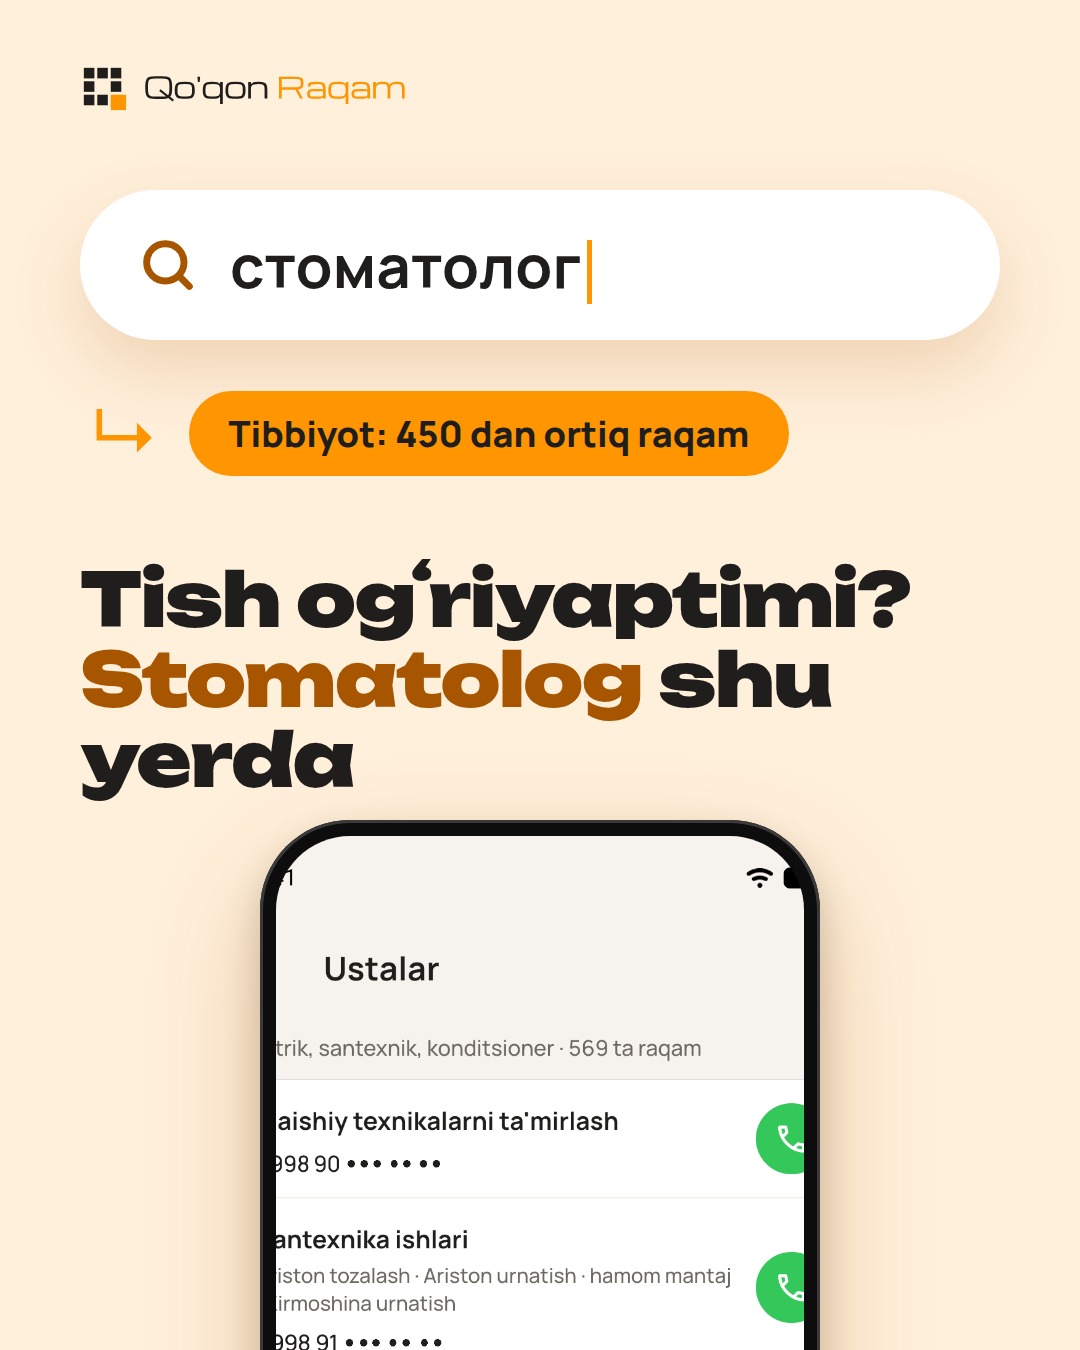 Qo'qon Raqam
стоматолог
Tibbiyot: 450 dan ortiq raqam
Tish og‘riyaptimi?
Stomatolog shu
yerda
Ustalar
trik, santexnik, konditsioner · 569 ta raqam
aishiy texnikalarni ta'mirlash
998 90 ••• •• ••
antexnika ishlari
iston tozalash · Ariston urnatish · hamom mantaj
kirmoshina urnatish
998 91 ••• •• ••